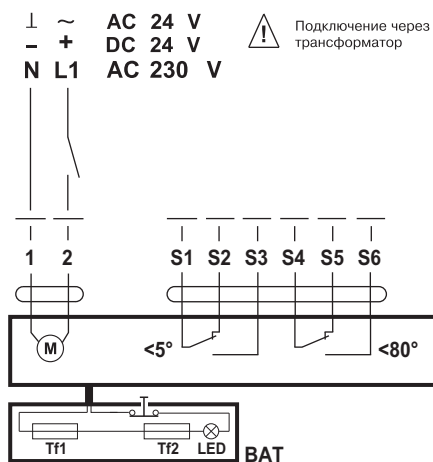 ⊥ ~ AC 24 V
– + DC 24 V
N L1 AC 230 V
Подключение через
трансформатор
1 2 S1 S2 S3 S4 S5 S6
M <5° <80°
Tf1 Tf2 LED
BAT